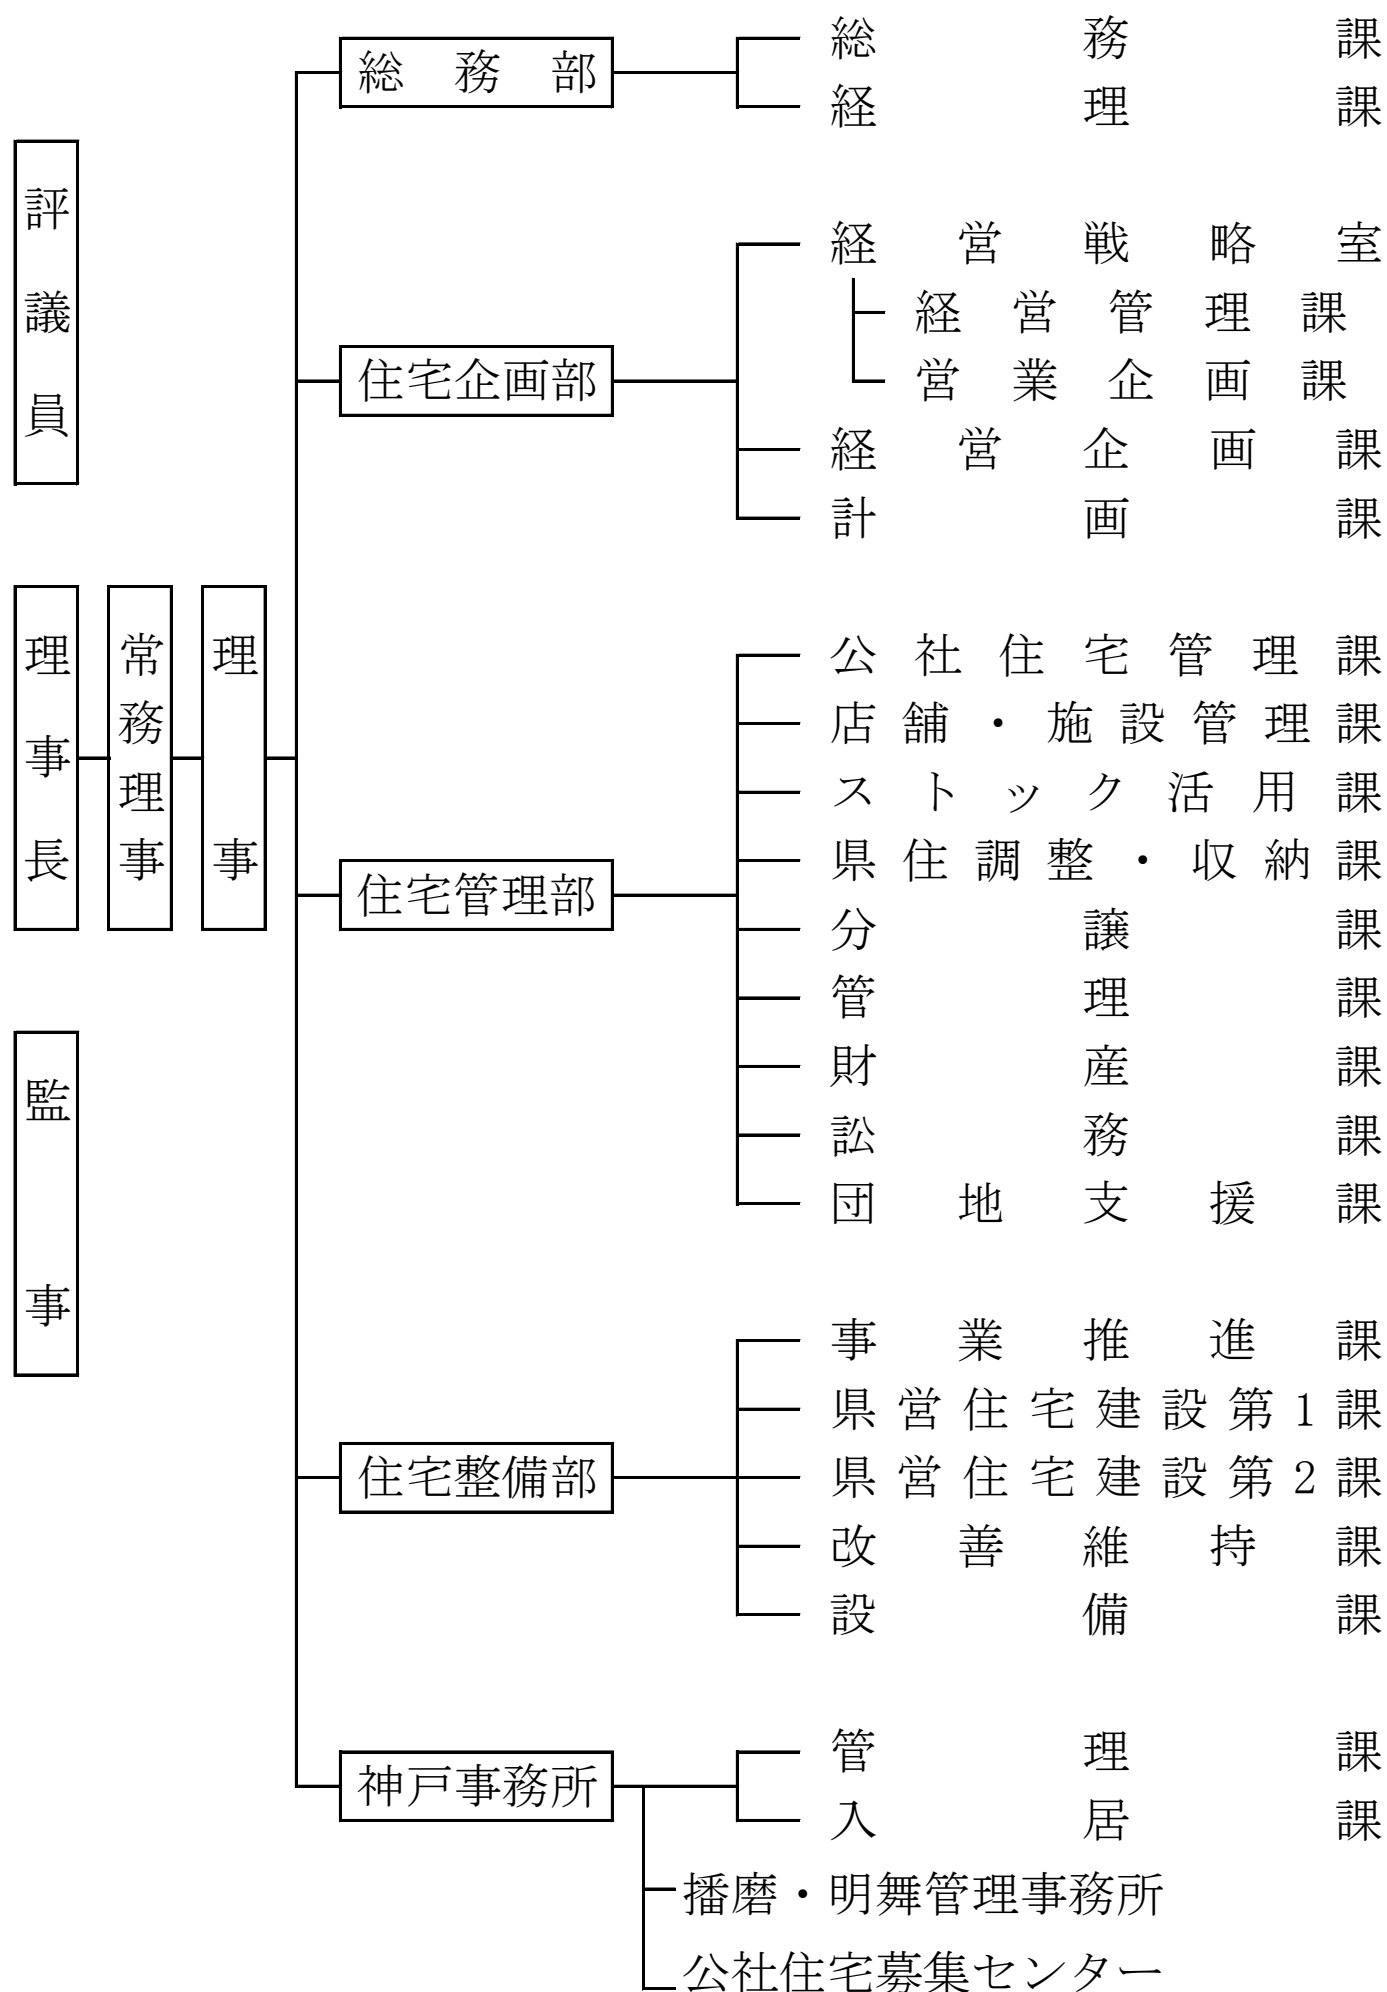 評議員
理事長
常務理事
理事
監事
総務部
総務課
経理課
住宅企画部
経営戦略室
経営管理課
営業企画課
経営企画課
計画課
住宅管理部
公社住宅管理課
店舗・施設管理課
ストック活用課
県住調整・収納課
分譲課
管理課
財産課
訟務課
団地支援課
住宅整備部
事業推進課
県営住宅建設第1課
県営住宅建設第2課
改善維持課
設備課
神戸事務所
管理課
入居課
播磨・明舞管理事務所
公社住宅募集センター